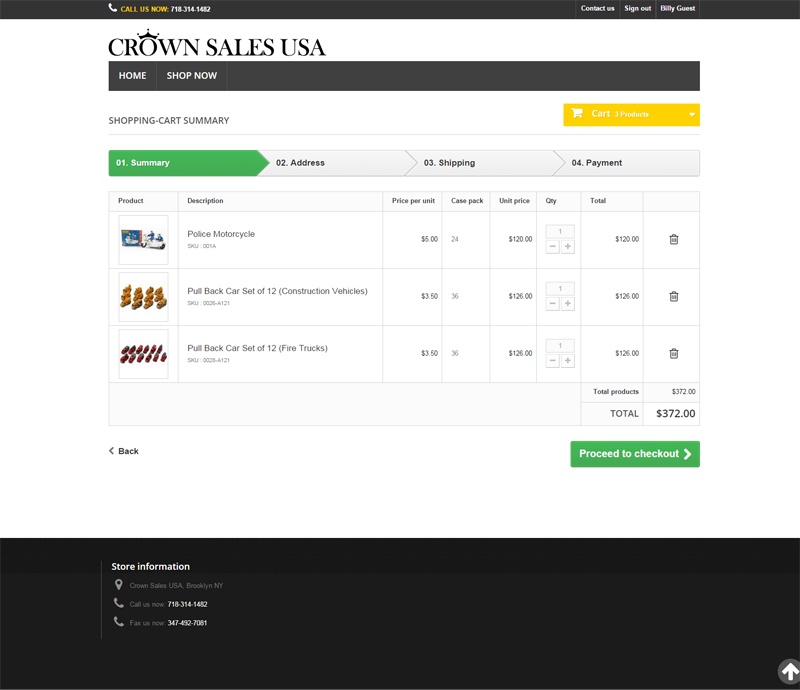 CALL US NOW: 718-314-1482
Contact us Sign out Billy Guest
CROWN SALES USA
HOME SHOP NOW
SHOPPING-CART SUMMARY
Cart 3 Products
01. Summary 02. Address 03. Shipping 04. Payment
Product Description Price per unit Case pack Unit price Qty Total
Police Motorcycle
SKU : 001A
$5.00 24 $120.00 1 $120.00
Pull Back Car Set of 12 (Construction Vehicles)
SKU : 0026-A121
$3.50 36 $126.00 1 $126.00
Pull Back Car Set of 12 (Fire Trucks)
SKU : 0028-A121
$3.50 36 $126.00 1 $126.00
Total products $372.00
TOTAL $372.00
Back
Proceed to checkout
Store information
Crown Sales USA, Brooklyn NY
Call us now: 718-314-1482
Fax us now: 347-492-7081